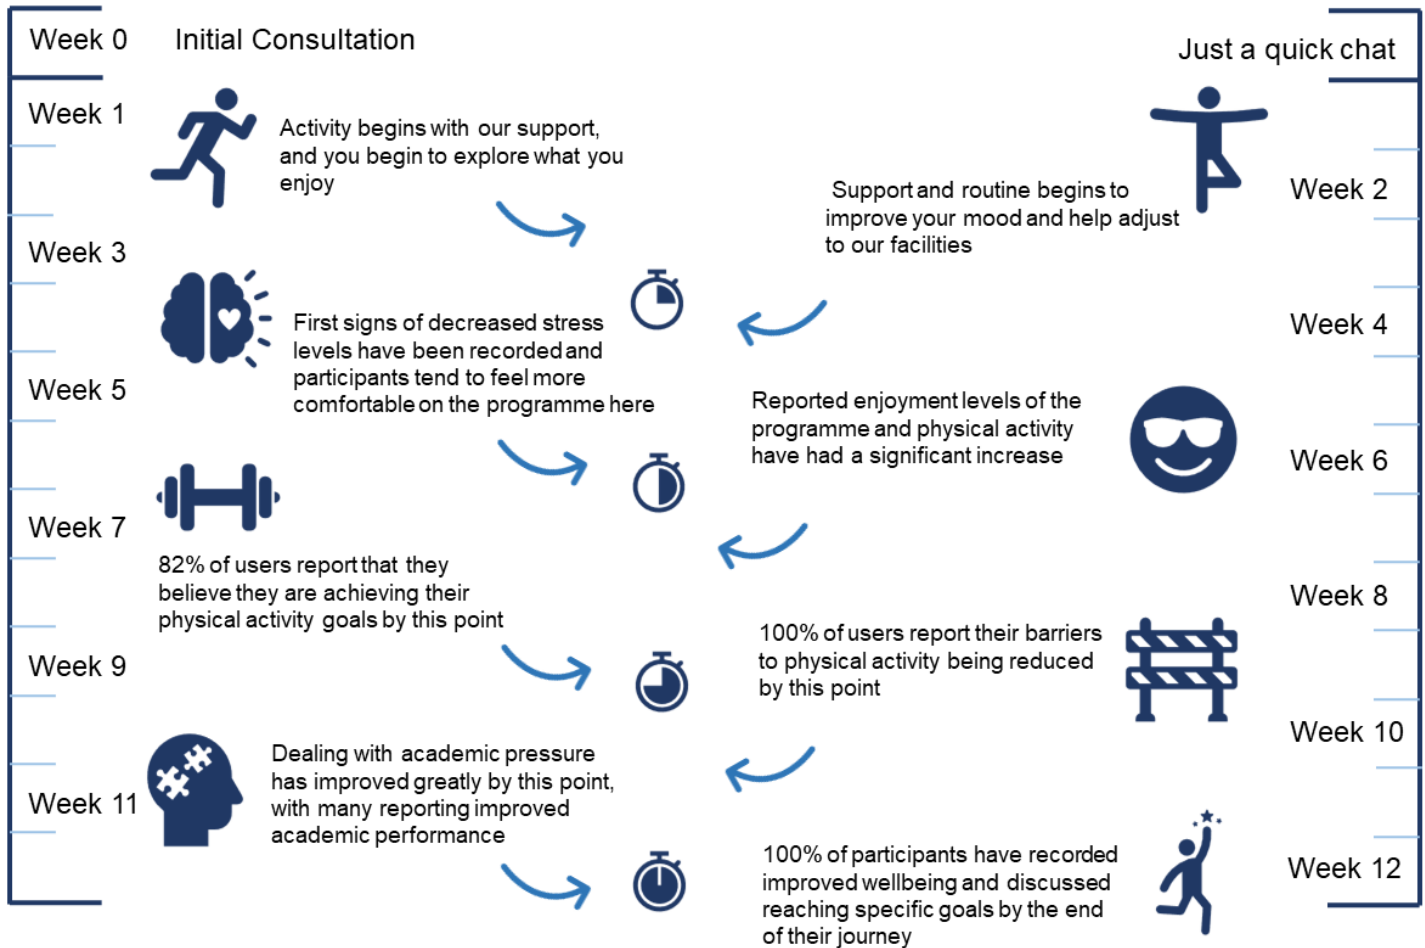 Week 0
Initial Consultation
Just a quick chat
Week 1
Activity begins with our support,
and you begin to explore what you
enjoy
Week 2
Support and routine begins to
improve your mood and help adjust
to our facilities
Week 3
First signs of decreased stress
levels have been recorded and
participants tend to feel more
comfortable on the programme here
Week 4
Week 5
Reported enjoyment levels of the
programme and physical activity
have had a significant increase
Week 6
Week 7
82% of users report that they
believe they are achieving their
physical activity goals by this point
Week 8
100% of users report their barriers
to physical activity being reduced
by this point
Week 9
Week 10
Dealing with academic pressure
has improved greatly by this point,
with many reporting improved
academic performance
Week 11
100% of participants have recorded
improved wellbeing and discussed
reaching specific goals by the end
of their journey
Week 12